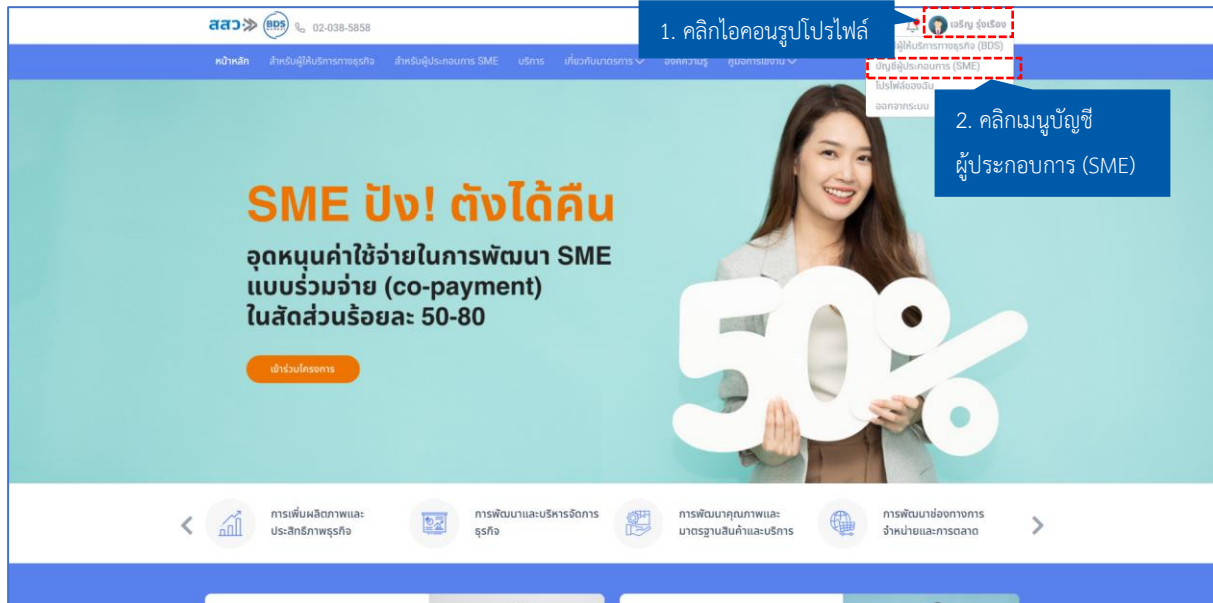 สสว BDS 02-038-5858
1. คลิกไอคอนรูปโปรไฟล์
เจริญ รุ่งเรือง
หน้าหลัก สำหรับผู้ให้บริการทางธุรกิจ สำหรับผู้ประกอบการ SME บริการ เกี่ยวกับมาตรการ องค์ความรู้ คู่มือการใช้งาน
ผู้ให้บริการทางธุรกิจ (BDS)
บัญชีผู้ประกอบการ (SME)
โปรไฟล์ของฉัน
ออกจากระบบ
2. คลิกเมนูบัญชี
ผู้ประกอบการ (SME)
SME ปัง! ตังได้คืน
อุดหนุนค่าใช้จ่ายในการพัฒนา SME
แบบร่วมจ่าย (co-payment)
ในสัดส่วนร้อยละ 50-80
เข้าร่วมโครงการ
50%
การเพิ่มผลิตภาพและ
ประสิทธิภาพธุรกิจ
การพัฒนาและบริหารจัดการ
ธุรกิจ
การพัฒนาคุณภาพและ
มาตรฐานสินค้าและบริการ
การพัฒนาช่องทางการ
จำหน่ายและการตลาด